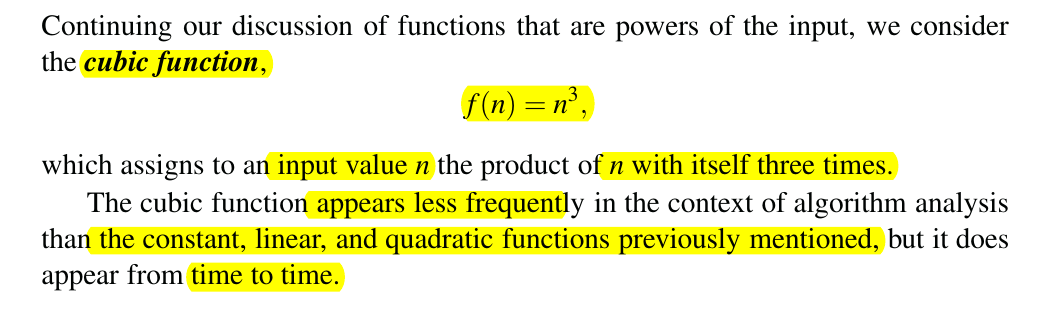 Continuing our discussion of functions that are powers of the input, we consider
the cubic function,
f(n) = n³,
which assigns to an input value n the product of n with itself three times.
The cubic function appears less frequently in the context of algorithm analysis
than the constant, linear, and quadratic functions previously mentioned, but it does
appear from time to time.